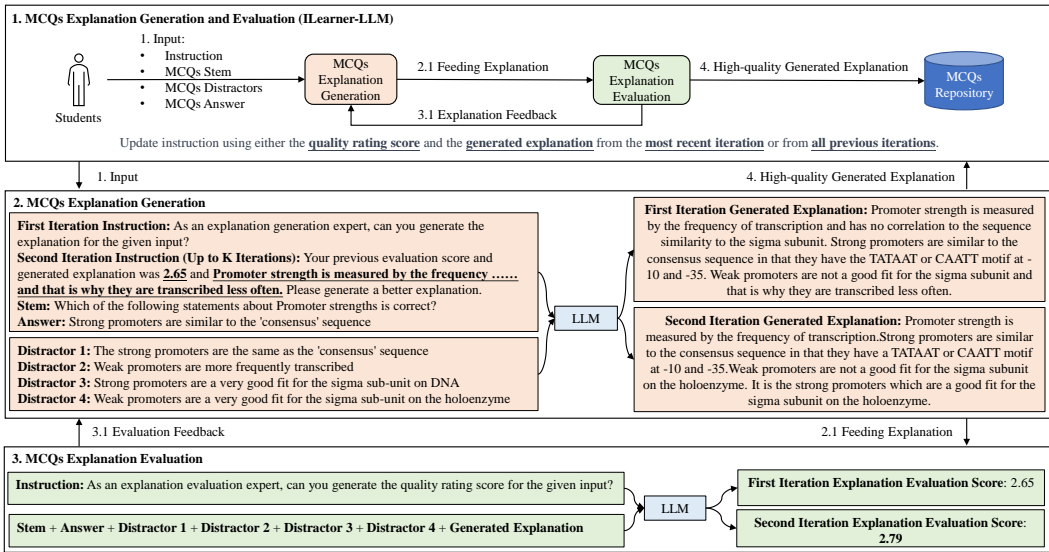 1. MCQs Explanation Generation and Evaluation (ILearner-LLM)
1. Input:
• Instruction
• MCQs Stem
• MCQs Distractors
• MCQs Answer
Students
MCQs
Explanation
Generation
2.1 Feeding Explanation
3.1 Explanation Feedback
MCQs
Explanation
Evaluation
4. High-quality Generated Explanation
MCQs
Repository
Update instruction using either the quality rating score and the generated explanation from the most recent iteration or from all previous iterations.
1. Input
4. High-quality Generated Explanation
2. MCQs Explanation Generation
First Iteration Instruction: As an explanation generation expert, can you generate the
explanation for the given input?
Second Iteration Instruction (Up to K Iterations): Your previous evaluation score and
generated explanation was 2.65 and Promoter strength is measured by the frequency ……
and that is why they are transcribed less often. Please generate a better explanation.
Stem: Which of the following statements about Promoter strengths is correct?
Answer: Strong promoters are similar to the 'consensus' sequence
Distractor 1: The strong promoters are the same as the 'consensus' sequence
Distractor 2: Weak promoters are more frequently transcribed
Distractor 3: Strong promoters are a very good fit for the sigma sub-unit on DNA
Distractor 4: Weak promoters are a very good fit for the sigma sub-unit on the holoenzyme
LLM
First Iteration Generated Explanation: Promoter strength is measured
by the frequency of transcription and has no correlation to the sequence
similarity to the sigma subunit. Strong promoters are similar to the
consensus sequence in that they have the TATAAT or CAATT motif at -
10 and -35. Weak promoters are not a good fit for the sigma subunit and
that is why they are transcribed less often.
Second Iteration Generated Explanation: Promoter strength is
measured by the frequency of transcription.Strong promoters are similar
to the consensus sequence in that they have a TATAAT or CAATT motif
at -10 and -35.Weak promoters are not a good fit for the sigma subunit
on the holoenzyme. It is the strong promoters which are a good fit for the
sigma subunit on the holoenzyme.
3.1 Evaluation Feedback
2.1 Feeding Explanation
3. MCQs Explanation Evaluation
Instruction: As an explanation evaluation expert, can you generate the quality rating score for the given input?
Stem + Answer + Distractor 1 + Distractor 2 + Distractor 3 + Distractor 4 + Generated Explanation
LLM
First Iteration Explanation Evaluation Score: 2.65
Second Iteration Explanation Evaluation Score:
2.79